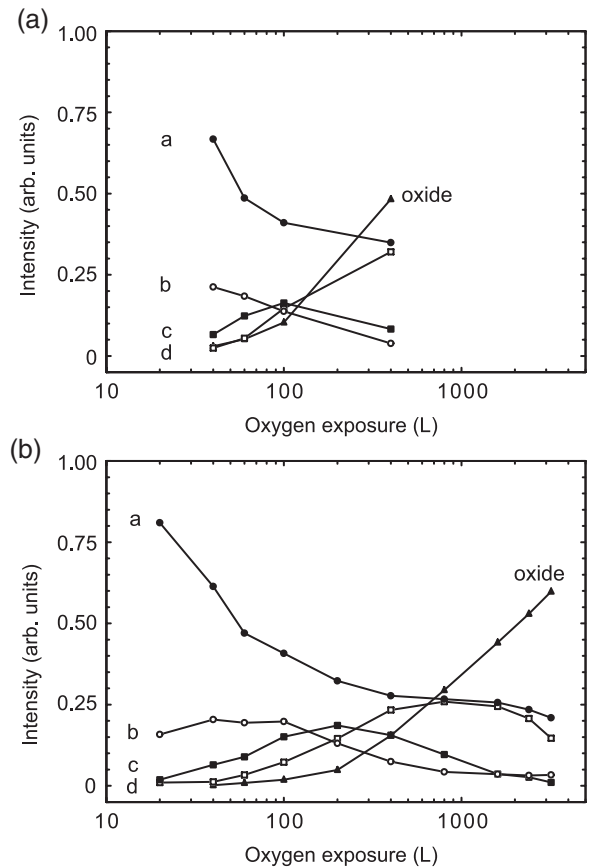 (a)
1.00
0.75
a
oxide
0.50
Intensity (arb. units)
b
0.25
c
d
0
10 100 1000
Oxygen exposure (L)
(b)
1.00
a
0.75
oxide
0.50
Intensity (arb. units)
0.25
b
c
d
0
10 100 1000
Oxygen exposure (L)